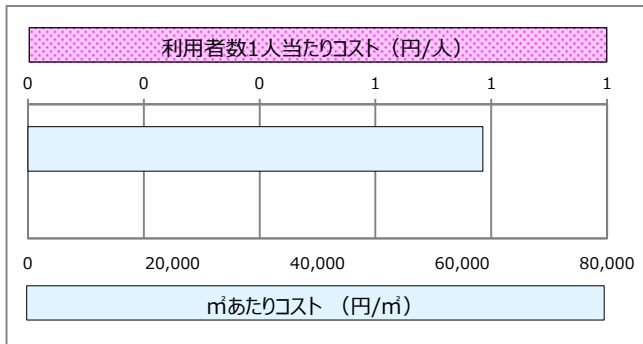 利用者数1人当たりコスト（円/人）
0 0 0 1 1 1
0 20,000 40,000 60,000 80,000
㎡あたりコスト （円/㎡）